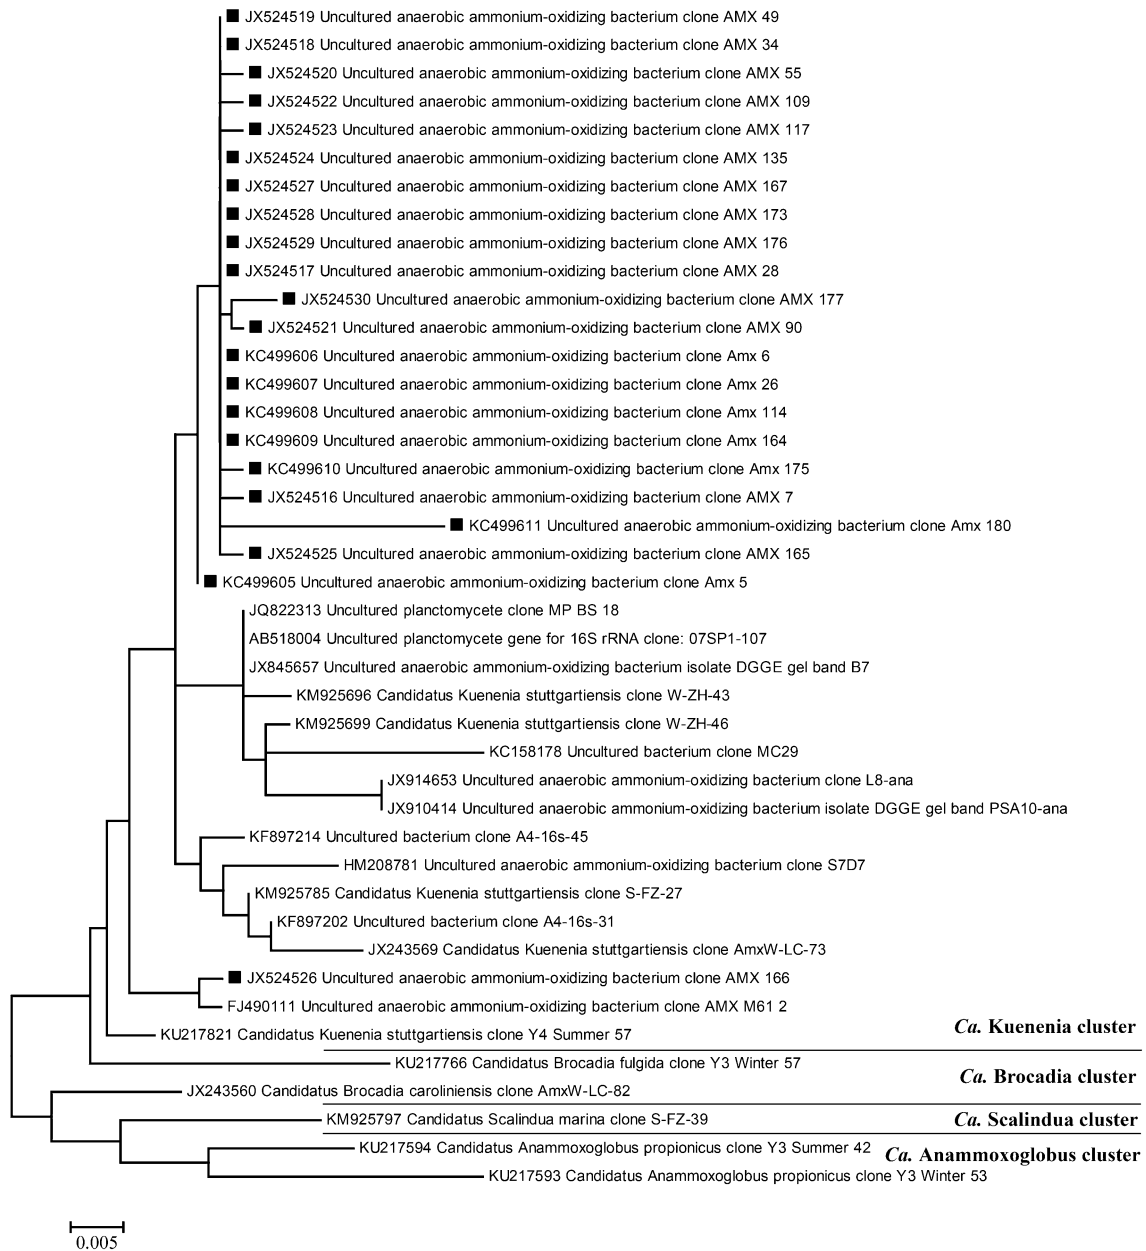 JX524519 Uncultured anaerobic ammonium-oxidizing bacterium clone AMX 49
JX524518 Uncultured anaerobic ammonium-oxidizing bacterium clone AMX 34
JX524520 Uncultured anaerobic ammonium-oxidizing bacterium clone AMX 55
JX524522 Uncultured anaerobic ammonium-oxidizing bacterium clone AMX 109
JX524523 Uncultured anaerobic ammonium-oxidizing bacterium clone AMX 117
JX524524 Uncultured anaerobic ammonium-oxidizing bacterium clone AMX 135
JX524527 Uncultured anaerobic ammonium-oxidizing bacterium clone AMX 167
JX524528 Uncultured anaerobic ammonium-oxidizing bacterium clone AMX 173
JX524529 Uncultured anaerobic ammonium-oxidizing bacterium clone AMX 176
JX524517 Uncultured anaerobic ammonium-oxidizing bacterium clone AMX 28
JX524530 Uncultured anaerobic ammonium-oxidizing bacterium clone AMX 177
JX524521 Uncultured anaerobic ammonium-oxidizing bacterium clone AMX 90
KC499606 Uncultured anaerobic ammonium-oxidizing bacterium clone Amx 6
KC499607 Uncultured anaerobic ammonium-oxidizing bacterium clone Amx 26
KC499608 Uncultured anaerobic ammonium-oxidizing bacterium clone Amx 114
KC499609 Uncultured anaerobic ammonium-oxidizing bacterium clone Amx 164
KC499610 Uncultured anaerobic ammonium-oxidizing bacterium clone Amx 175
JX524516 Uncultured anaerobic ammonium-oxidizing bacterium clone AMX 7
KC499611 Uncultured anaerobic ammonium-oxidizing bacterium clone Amx 180
JX524525 Uncultured anaerobic ammonium-oxidizing bacterium clone AMX 165
KC499605 Uncultured anaerobic ammonium-oxidizing bacterium clone Amx 5
JQ822313 Uncultured planctomycete clone MP BS 18
AB518004 Uncultured planctomycete gene for 16S rRNA clone: 07SP1-107
JX845657 Uncultured anaerobic ammonium-oxidizing bacterium isolate DGGE gel band B7
KM925696 Candidatus Kuenenia stuttgartiensis clone W-ZH-43
KM925699 Candidatus Kuenenia stuttgartiensis clone W-ZH-46
KC158178 Uncultured bacterium clone MC29
JX914653 Uncultured anaerobic ammonium-oxidizing bacterium clone L8-ana
JX910414 Uncultured anaerobic ammonium-oxidizing bacterium isolate DGGE gel band PSA10-ana
KF897214 Uncultured bacterium clone A4-16s-45
HM208781 Uncultured anaerobic ammonium-oxidizing bacterium clone S7D7
KM925785 Candidatus Kuenenia stuttgartiensis clone S-FZ-27
KF897202 Uncultured bacterium clone A4-16s-31
JX243569 Candidatus Kuenenia stuttgartiensis clone AmxW-LC-73
JX524526 Uncultured anaerobic ammonium-oxidizing bacterium clone AMX 166
FJ490111 Uncultured anaerobic ammonium-oxidizing bacterium clone AMX M61 2
KU217821 Candidatus Kuenenia stuttgartiensis clone Y4 Summer 57
Ca. Kuenenia cluster
KU217766 Candidatus Brocadia fulgida clone Y3 Winter 57
Ca. Brocadia cluster
JX243560 Candidatus Brocadia caroliniensis clone AmxW-LC-82
KM925797 Candidatus Scalindua marina clone S-FZ-39
Ca. Scalindua cluster
KU217594 Candidatus Anammoxoglobus propionicus clone Y3 Summer 42
Ca. Anammoxoglobus cluster
KU217593 Candidatus Anammoxoglobus propionicus clone Y3 Winter 53
0.005